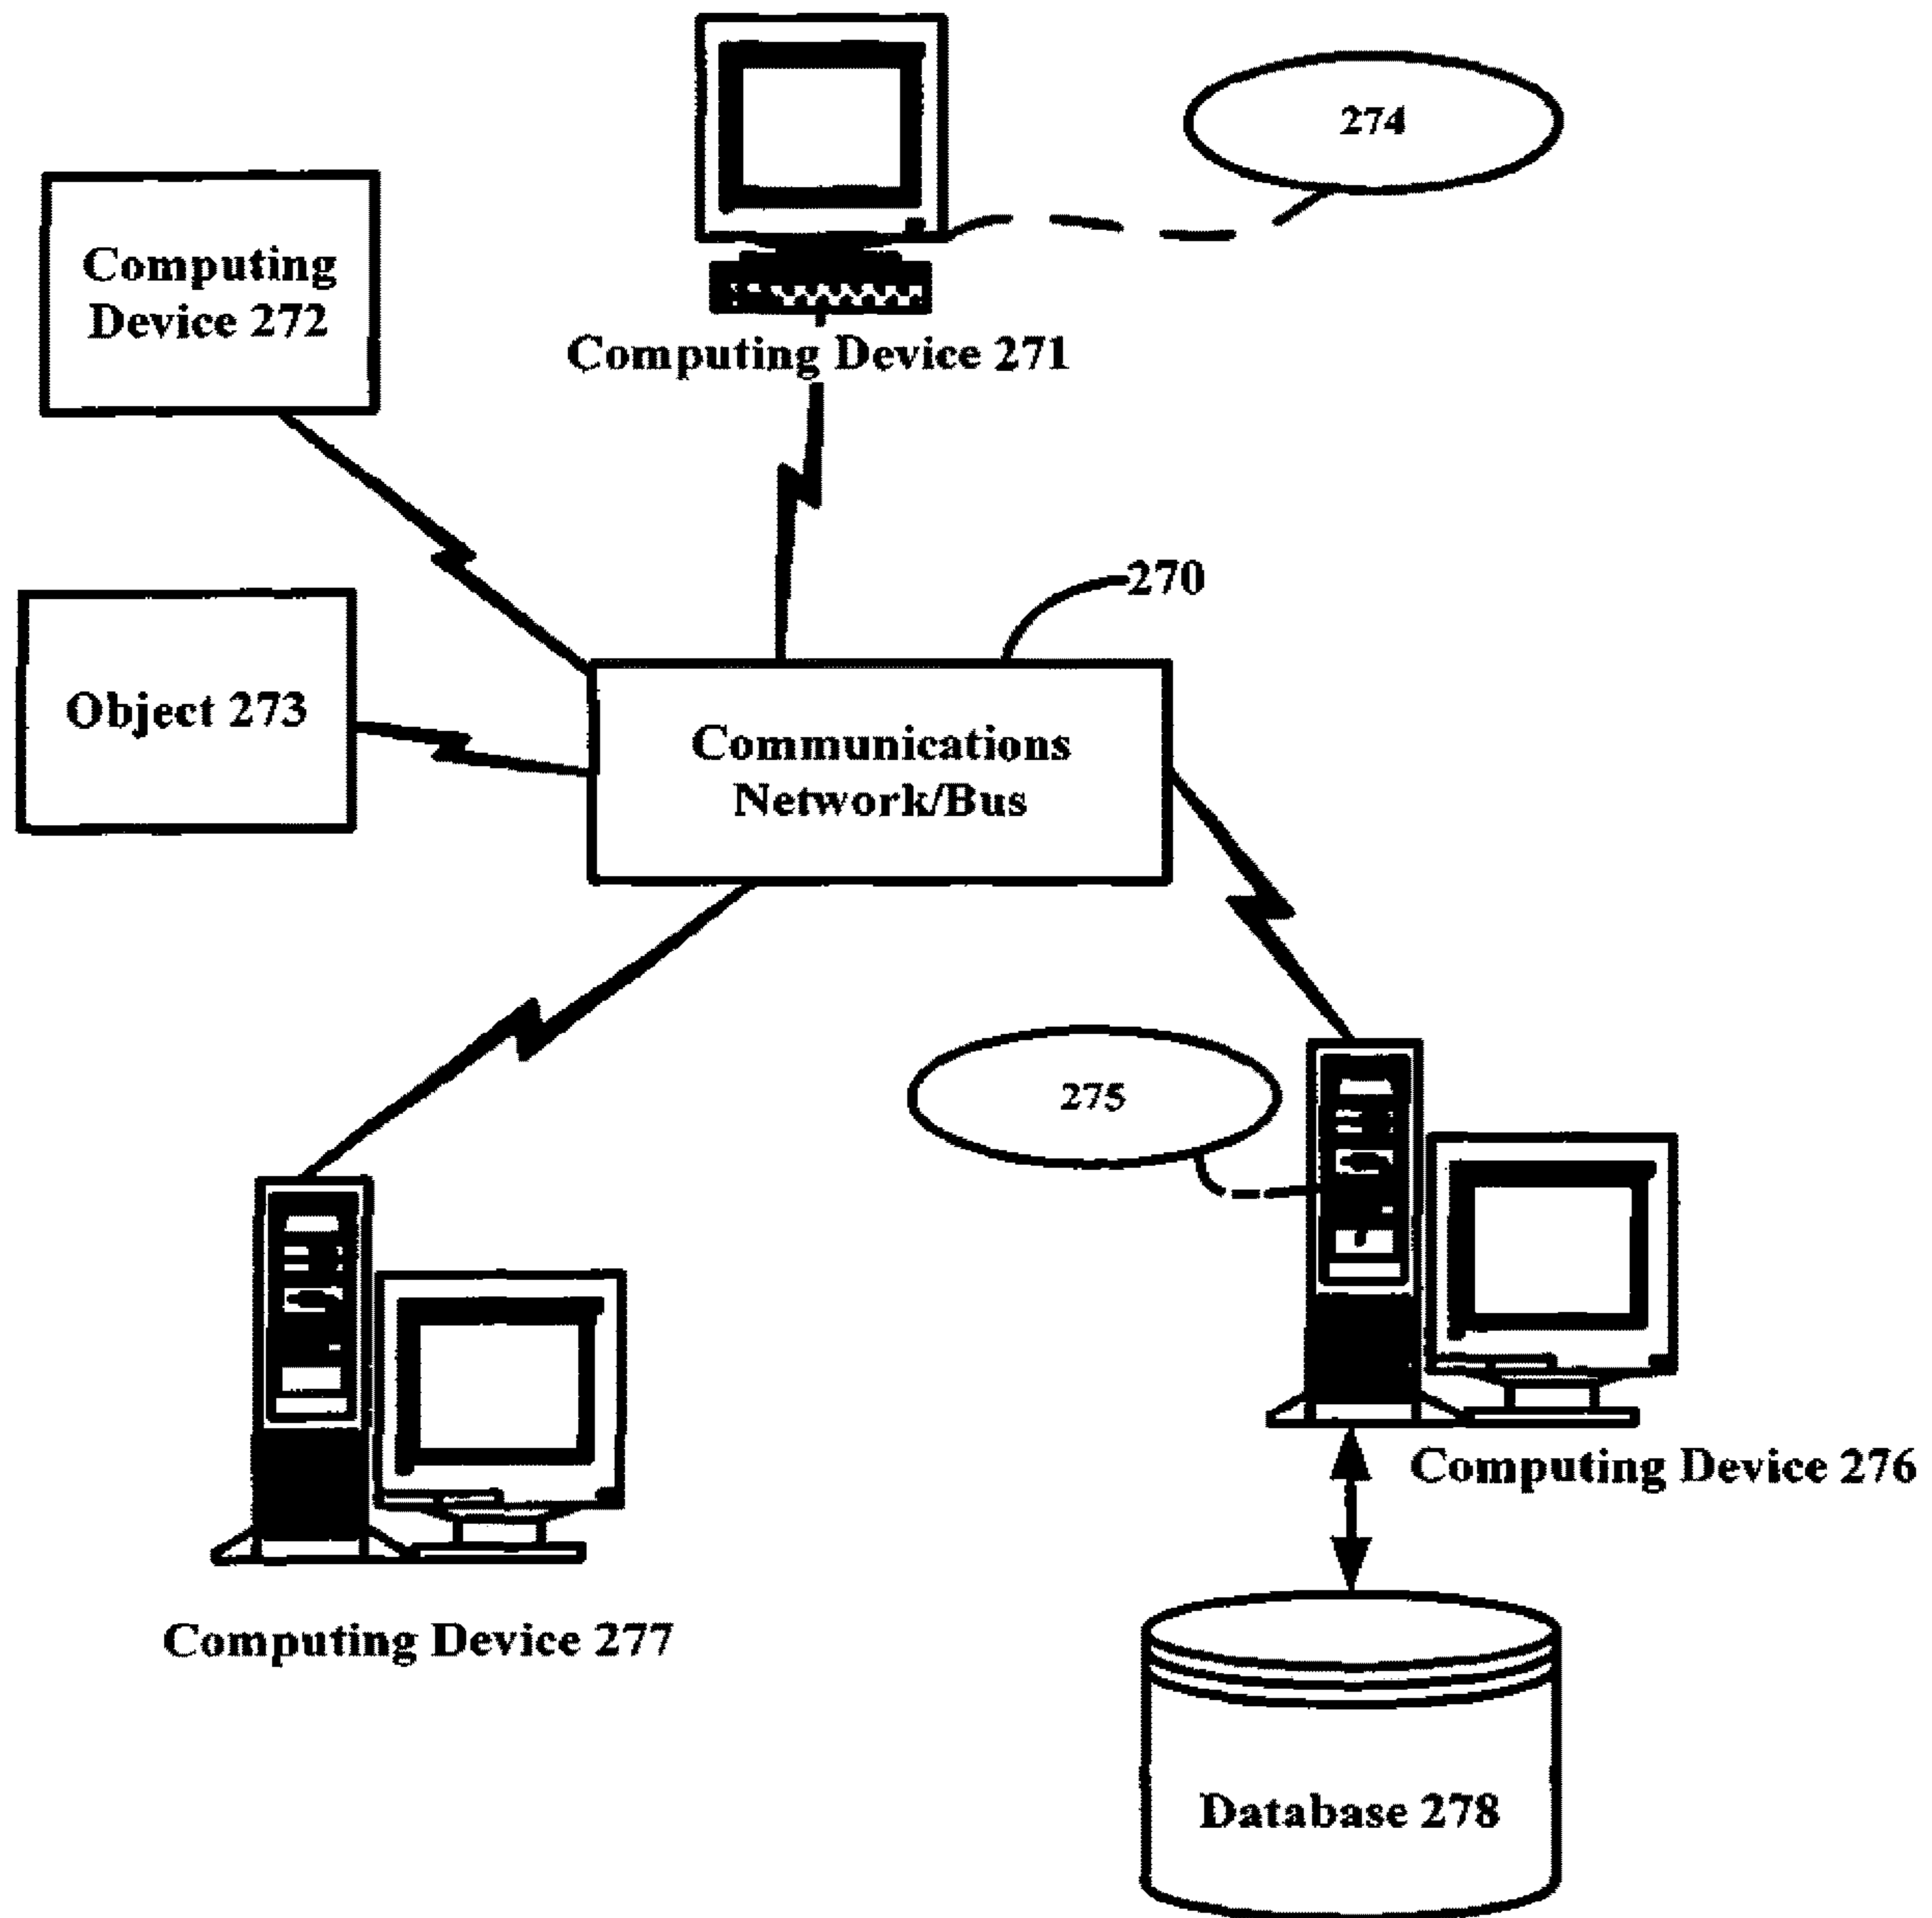 274
Computing
Device 272
Computing Device 271
270
Object 273
Communications
Network/Bus
275
Computing Device 276
Computing Device 277
Database 278